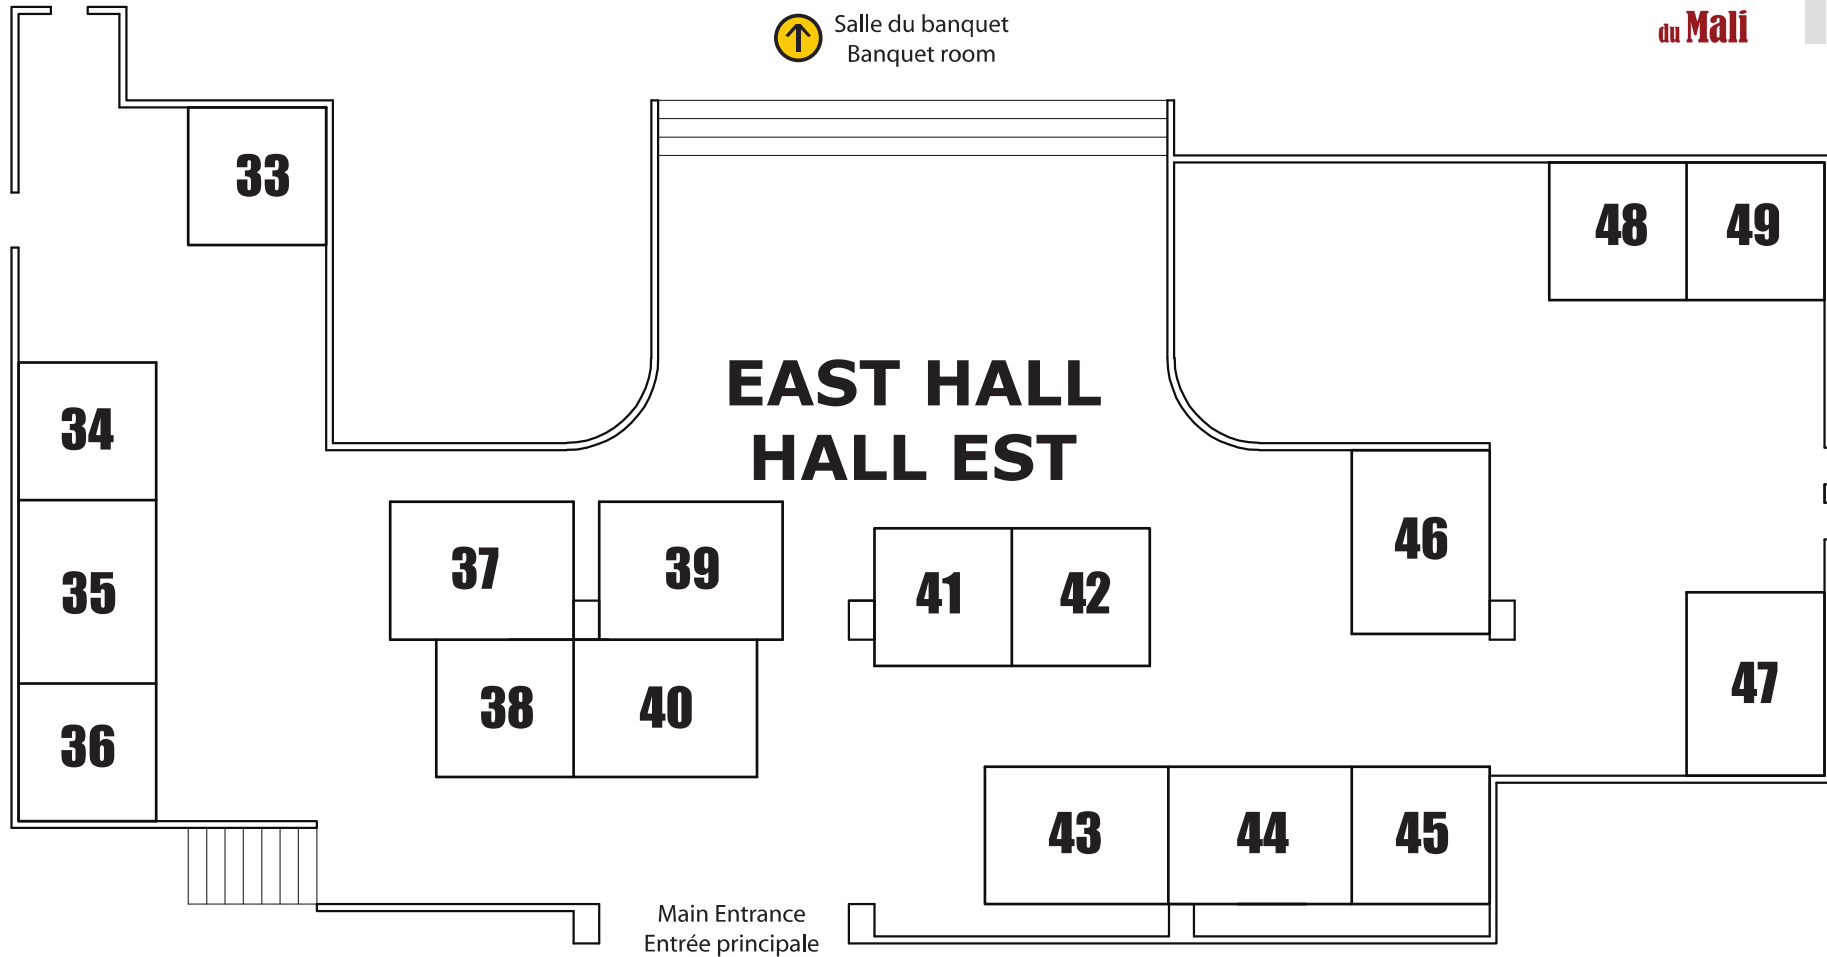 Salle du banquet
Banquet room
du Mali
33
48
49
EAST HALL
HALL EST
34
35
36
37
39
38
40
41
42
46
47
43
44
45
Main Entrance
Entrée principale